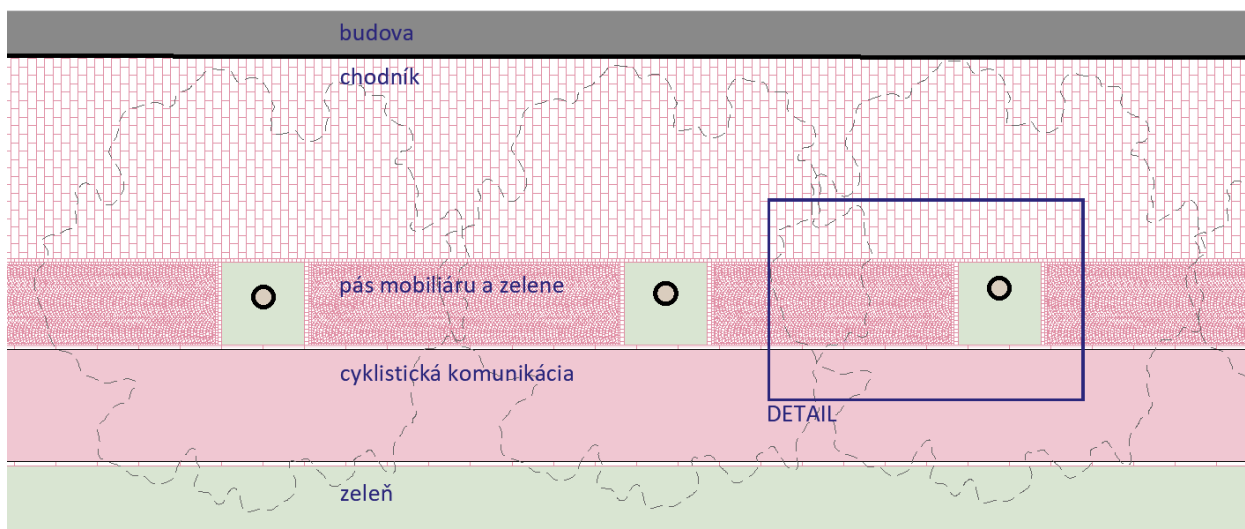 budova
chodník
pás mobiliáru a zelene
cyklistická komunikácia
DETAIL
zeleň